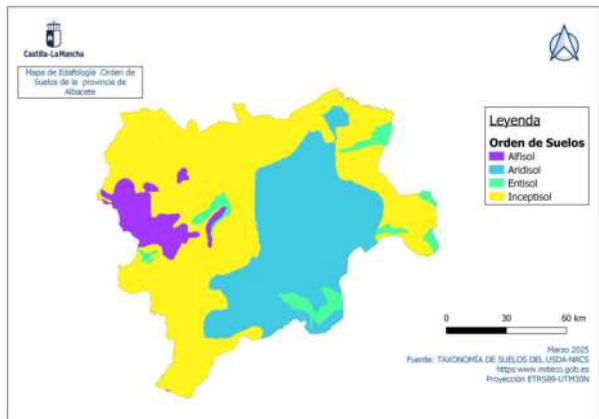 Castilla-La Mancha
Mapa de Edafología .Orden de
Suelos de la provincia de
Albacete
Leyenda
Orden de Suelos
Alfisol
Aridisol
Entisol
Inceptisol
0 30 60 km
Marzo 2025
Fuente: TAXONOMÍA DE SUELOS DEL USDA-NRCS
https:www.miteco.gob.es
Proyección ETRS89-UTM30N